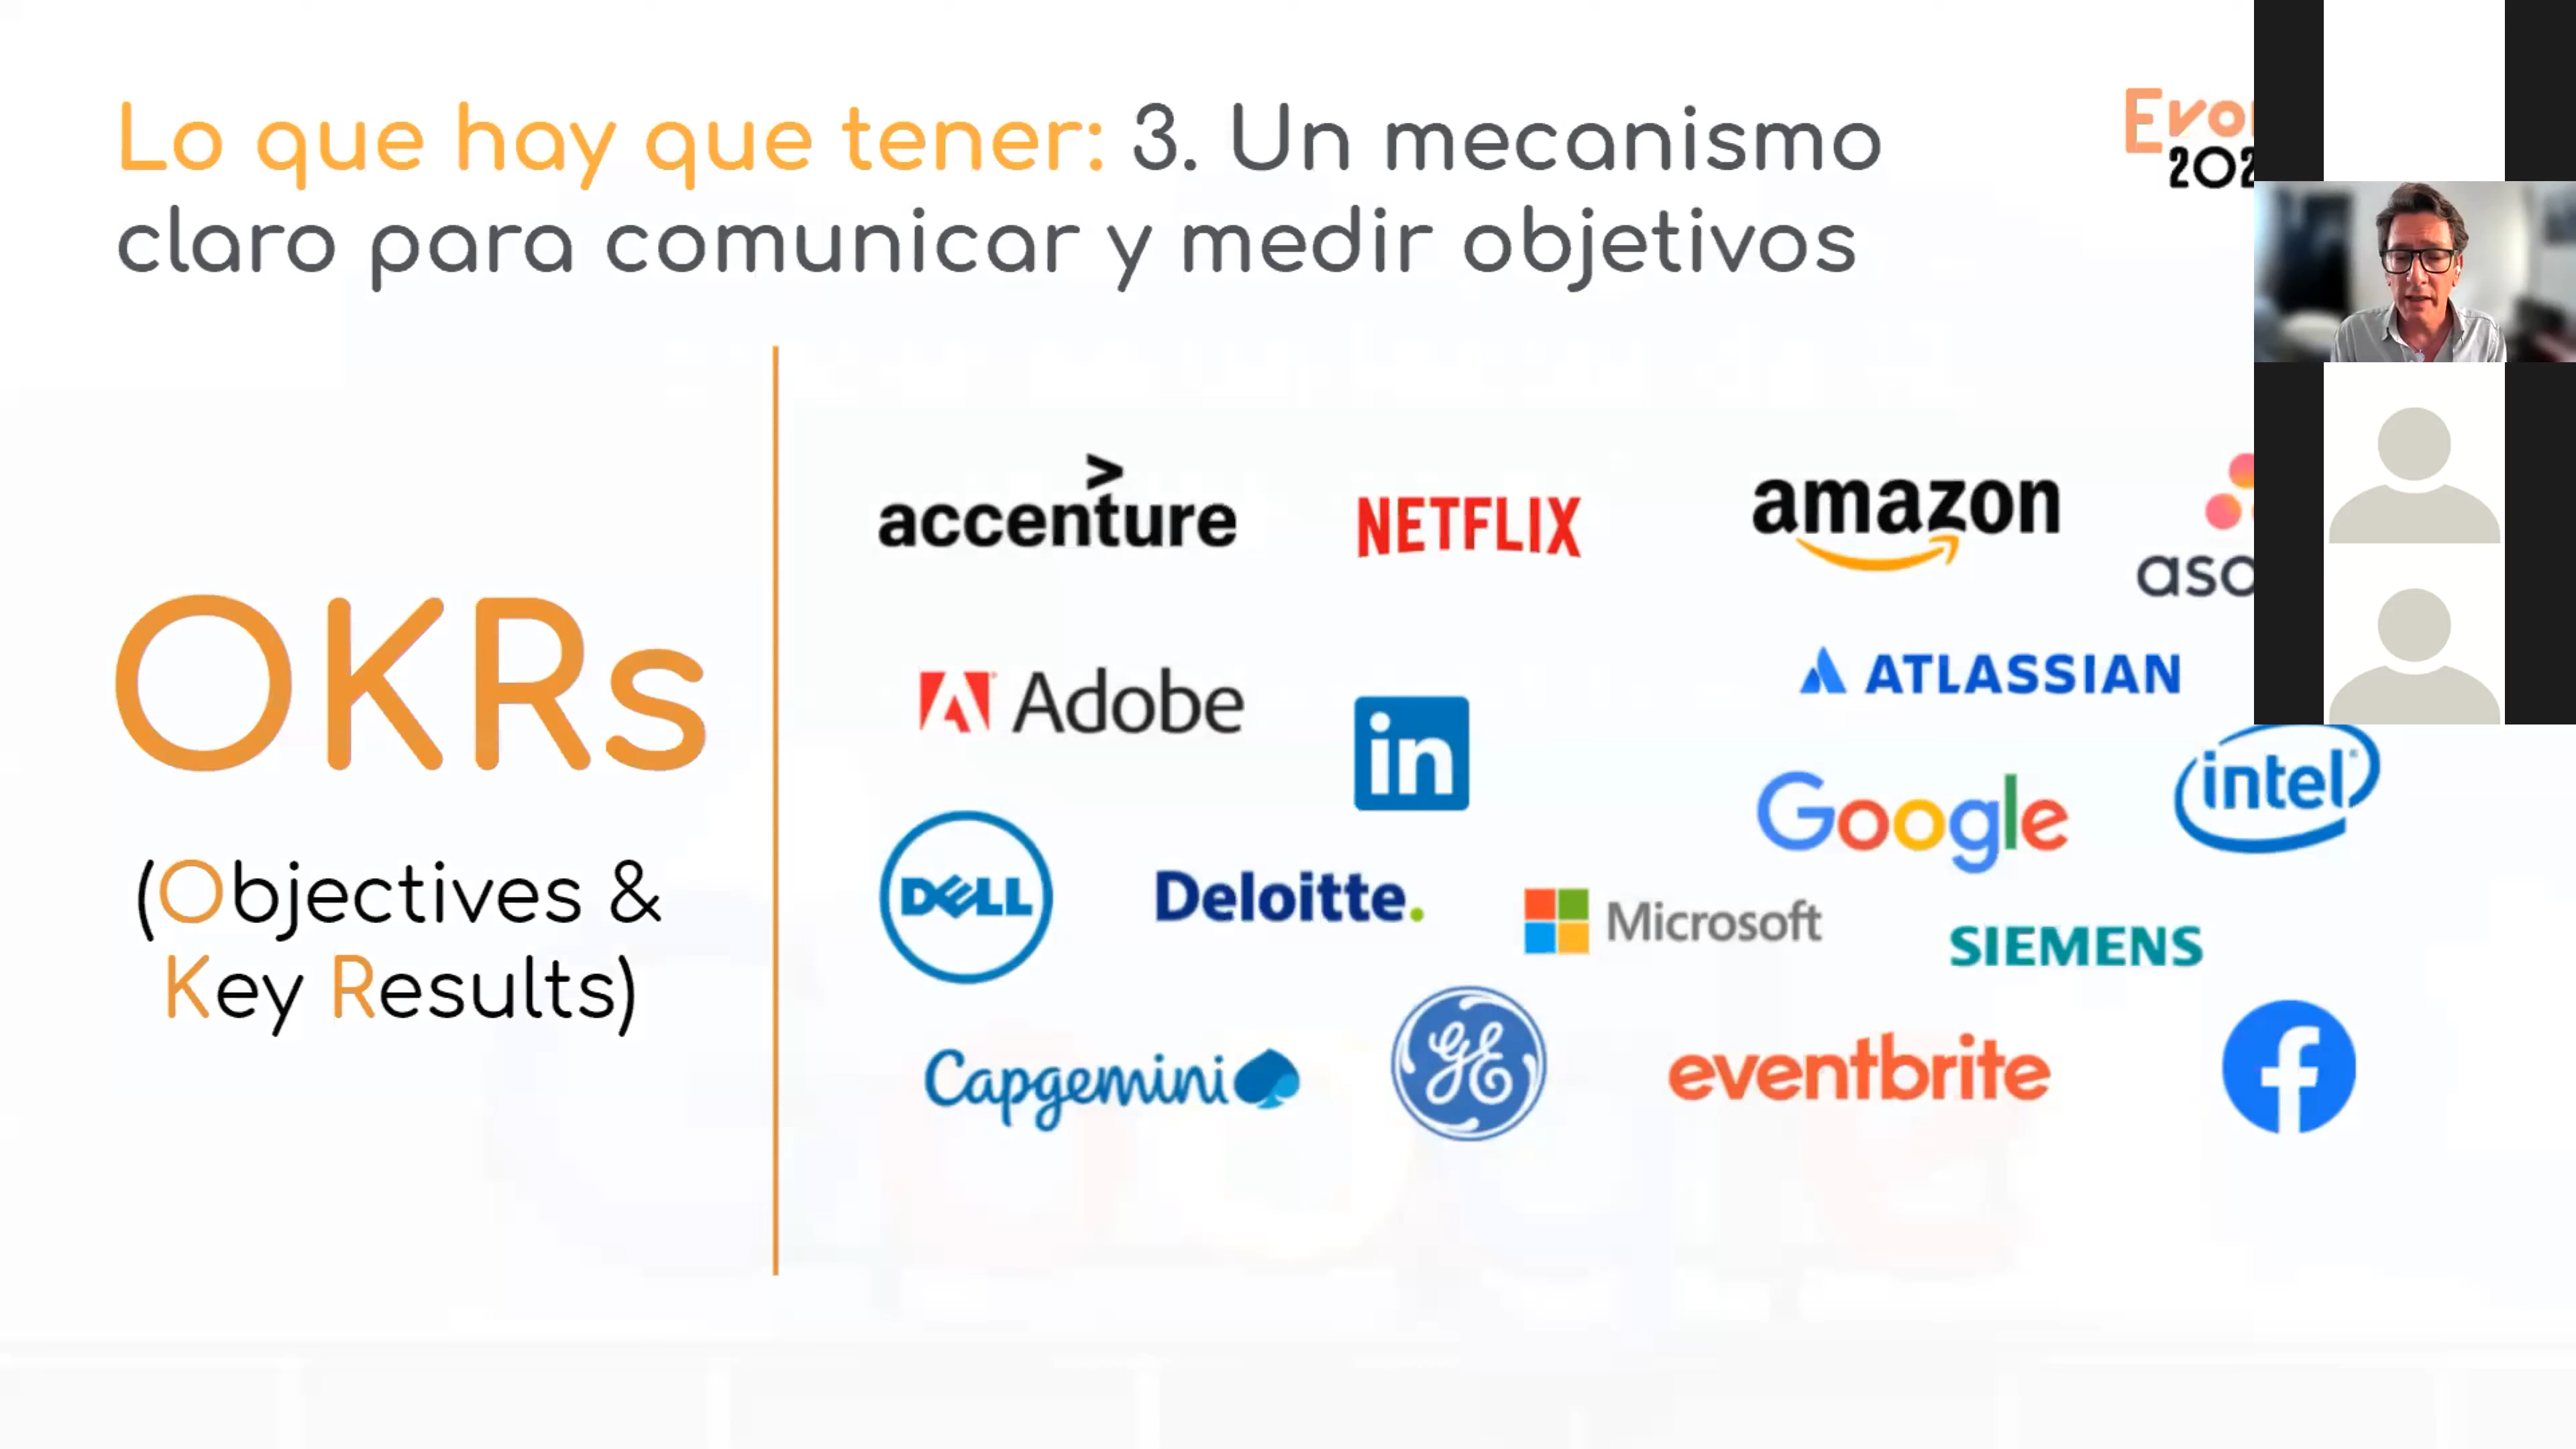 Lo que hay que tener: 3. Un mecanismo
claro para comunicar y medir objetivos
OKRs
(Objectives &
Key Results)
accenture
NETFLIX
amazon
Adobe
in
ATLASSIAN
intel
Google
DELL
Deloitte.
Microsoft
SIEMENS
Capgemini
GE
eventbrite
f